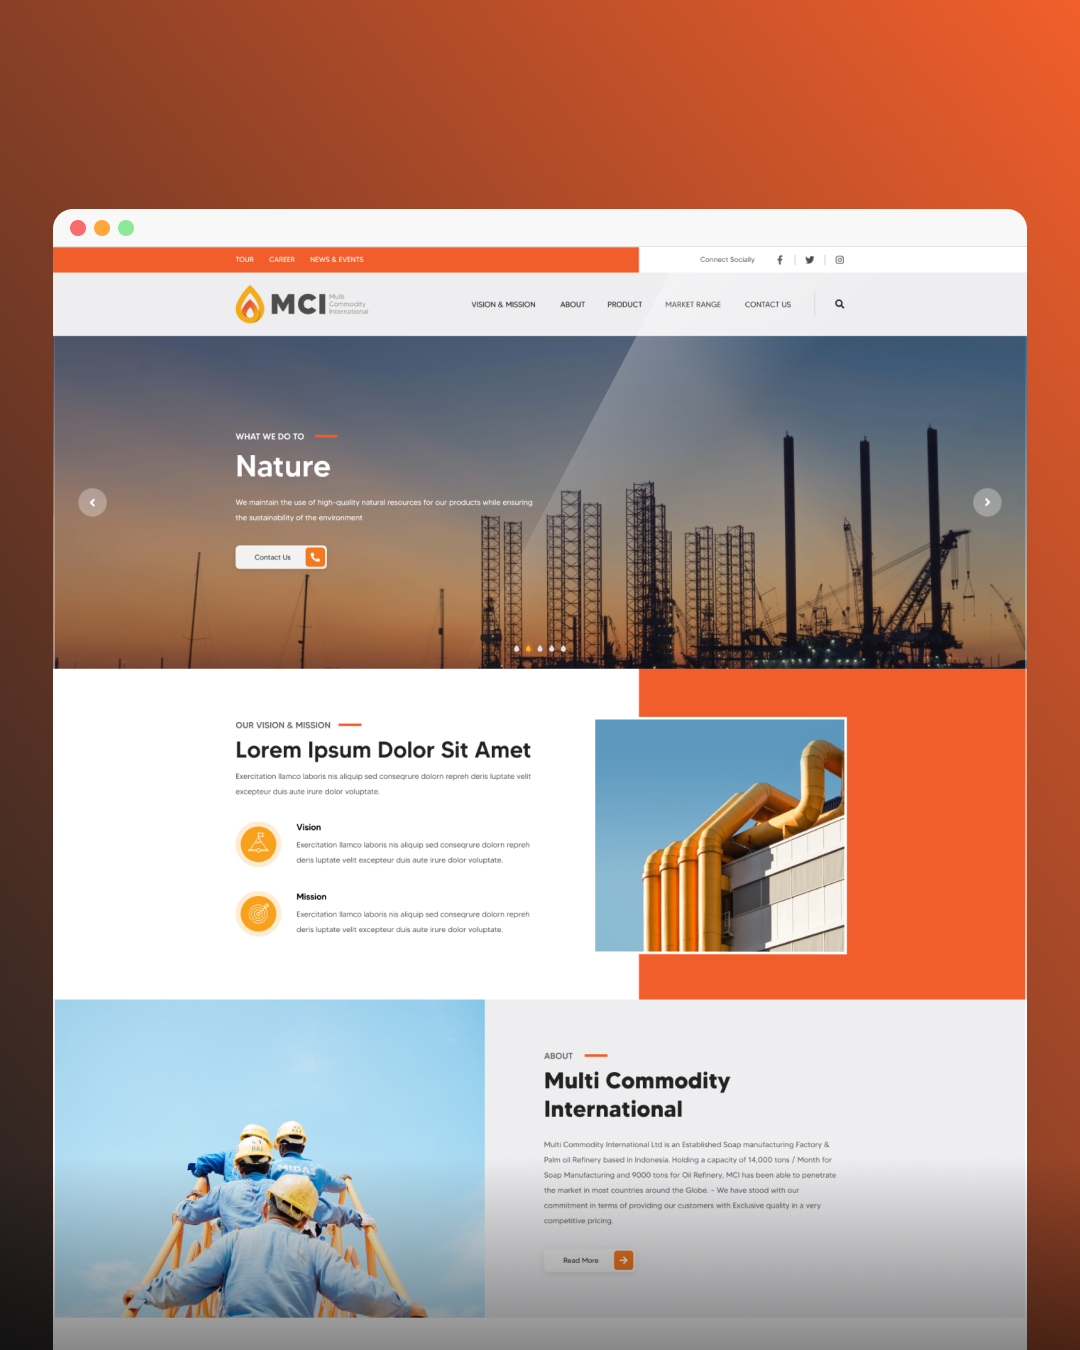 TOUR CAREER NEWS & EVENTS
Connect Socially
MCI
Multi
Commodity
International
VISION & MISSION ABOUT PRODUCT MARKET RANGE CONTACT US
WHAT WE DO TO
Nature
We maintain the use of high-quality natural resources for our products while ensuring
the sustainability of the environment
Contact Us
OUR VISION & MISSION
Lorem Ipsum Dolor Sit Amet
Exercitation llamco laboris nis aliquip sed conseqrure dolorn repreh deris luptate velit
excepteur duis aute irure dolor voluptate.
Vision
Exercitation llamco laboris nis aliquip sed conseqrure dolorn repreh
deris luptate velit excepteur duis aute irure dolor voluptate.
Mission
Exercitation llamco laboris nis aliquip sed conseqrure dolorn repreh
deris luptate velit excepteur duis aute irure dolor voluptate.
ABOUT
Multi Commodity
International
Multi Commodity International Ltd is an Established Soap manufacturing Factory &
Palm oil Refinery based in Indonesia. Holding a capacity of 14,000 tons / Month for
Soap Manufacturing and 9000 tons for Oil Refinery, MCI has been able to penetrate
the market in most countries around the Globe. - We have stood with our
commitment in terms of providing our customers with Exclusive quality in a very
competitive pricing.
Read More